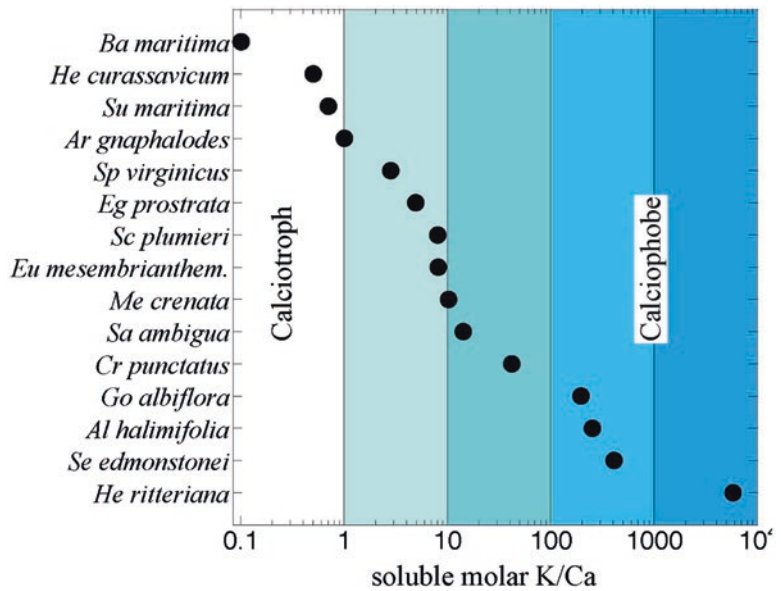 Ba maritima
He curassavicum
Su maritima
Ar gnaphalodes
Sp virginicus
Eg prostrata
Sc plumieri
Eu mesembrianthem.
Me crenata
Sa ambigua
Cr punctatus
Go albiflora
Al halimifolia
Se edmonstonei
He ritteriana
Calciotroph
Calciophobe
0.1 1 10 100 1000 10⁴
soluble molar K/Ca